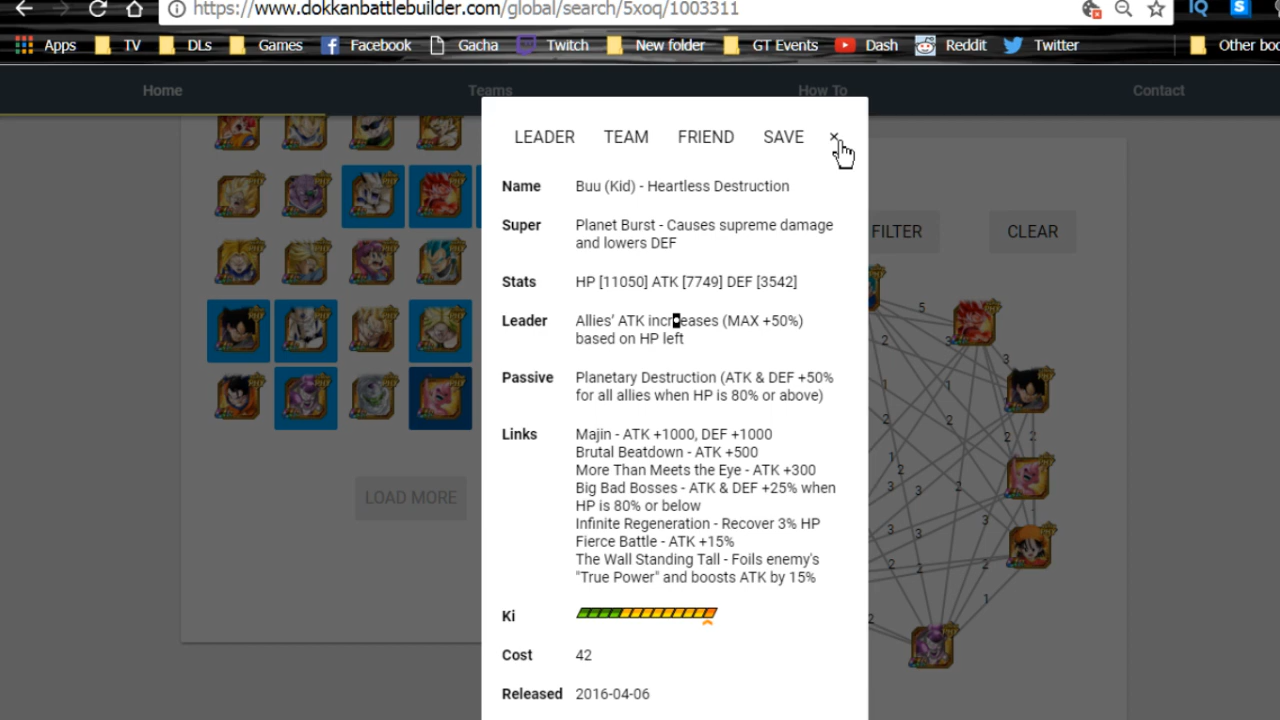 https://www.dokkanbattlebuilder.com/global/search/5xoq/1003311
Apps TV DLs Games Facebook Gacha Twitch New folder GT Events Dash Reddit Twitter Other boo
Home Teams How To Contact
LEADER TEAM FRIEND SAVE ×
Name Buu (Kid) - Heartless Destruction
Super Planet Burst - Causes supreme damage
and lowers DEF
FILTER CLEAR
Stats HP [11050] ATK [7749] DEF [3542]
Leader Allies' ATK increases (MAX +50%)
based on HP left
Passive Planetary Destruction (ATK & DEF +50%
for all allies when HP is 80% or above)
Links Majin - ATK +1000, DEF +1000
Brutal Beatdown - ATK +500
More Than Meets the Eye - ATK +300
Big Bad Bosses - ATK & DEF +25% when
HP is 80% or below
Infinite Regeneration - Recover 3% HP
Fierce Battle - ATK +15%
The Wall Standing Tall - Foils enemy's
"True Power" and boosts ATK by 15%
LOAD MORE
Ki
Cost 42
Released 2016-04-06